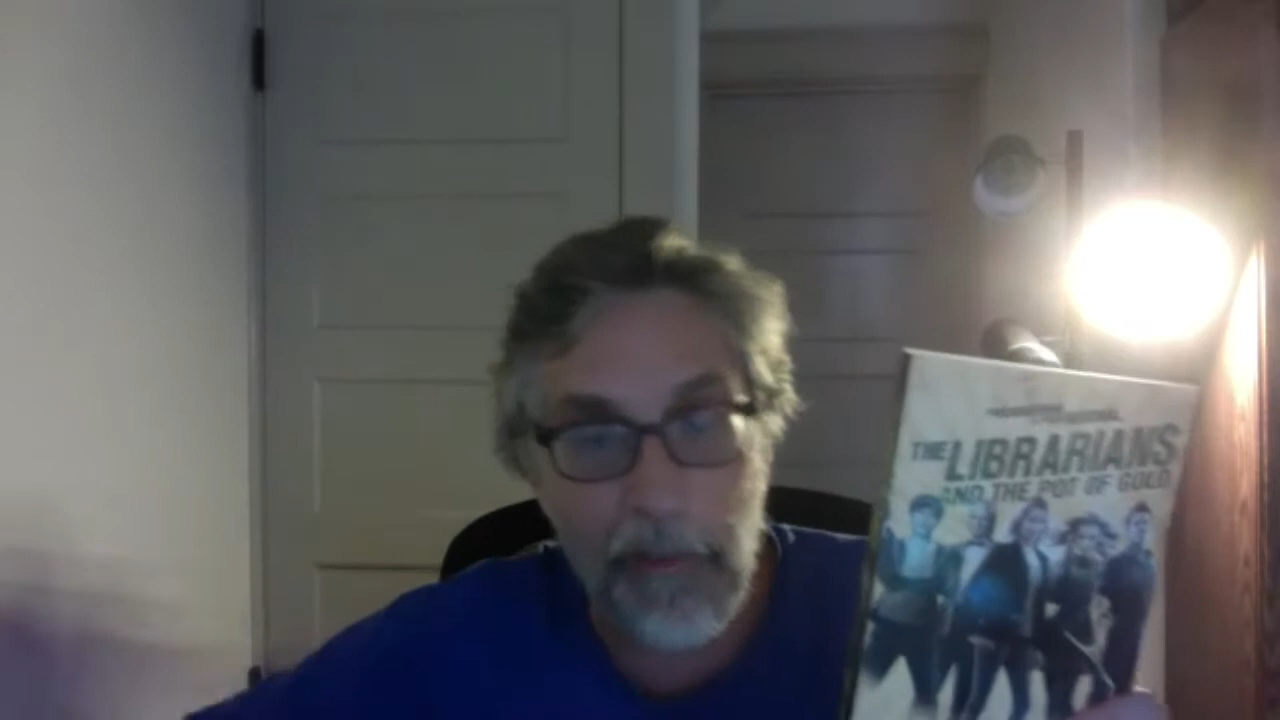 THE LIBRARIANS
AND THE POT OF GOLD